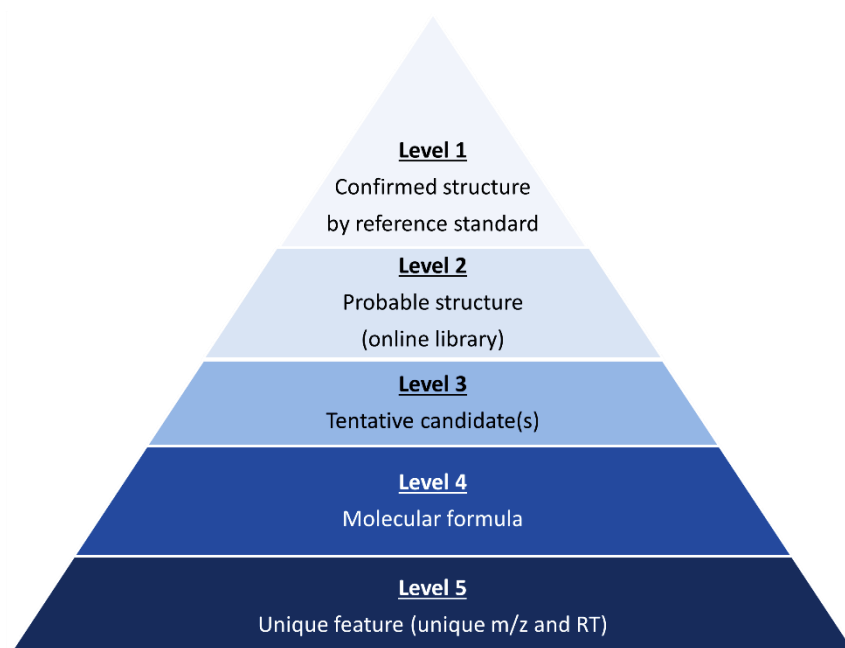 Level 1
Confirmed structure
by reference standard
Level 2
Probable structure
(online library)
Level 3
Tentative candidate(s)
Level 4
Molecular formula
Level 5
Unique feature (unique m/z and RT)